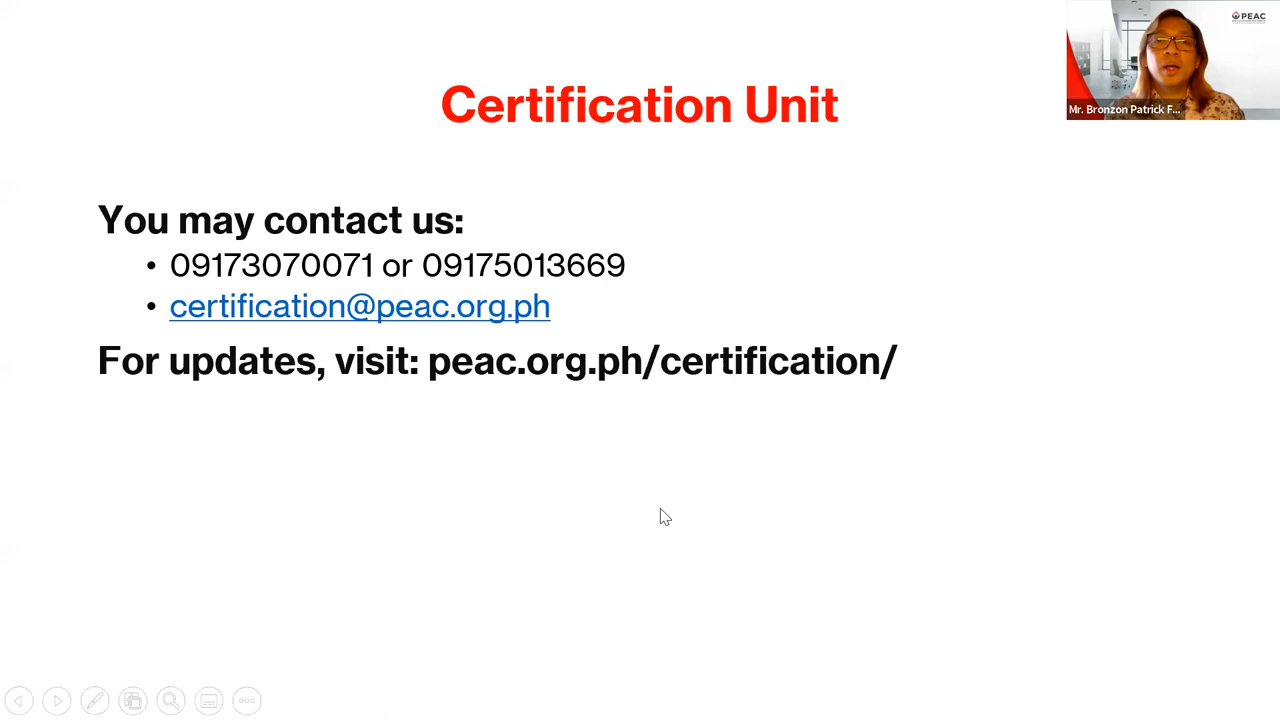 PEAC
Mr. Bronzon Patrick F...
Certification Unit
You may contact us:
• 09173070071 or 09175013669
• certification@peac.org.ph
For updates, visit: peac.org.ph/certification/